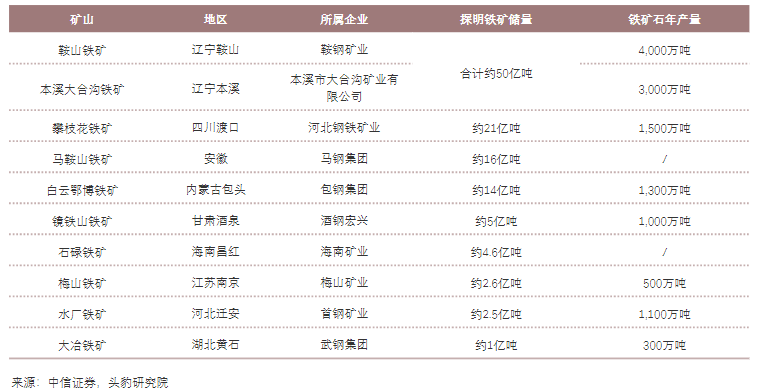 矿山 地区 所属企业 探明铁矿储量 铁矿石年产量
鞍山铁矿 辽宁鞍山 鞍钢矿业 合计约50亿吨 4,000万吨
本溪大台沟铁矿 辽宁本溪 本溪市大台沟矿业有
限公司 3,000万吨
攀枝花铁矿 四川渡口 河北钢铁矿业 约21亿吨 1,500万吨
马鞍山铁矿 安徽 马钢集团 约16亿吨 /
白云鄂博铁矿 内蒙古包头 包钢集团 约14亿吨 1,300万吨
镜铁山铁矿 甘肃酒泉 酒钢宏兴 约5亿吨 1,000万吨
石碌铁矿 海南昌红 海南矿业 约4.6亿吨 /
梅山铁矿 江苏南京 梅山矿业 约2.6亿吨 500万吨
水厂铁矿 河北迁安 首钢矿业 约2.5亿吨 1,100万吨
大冶铁矿 湖北黄石 武钢集团 约1亿吨 300万吨
来源：中信证券，头豹研究院